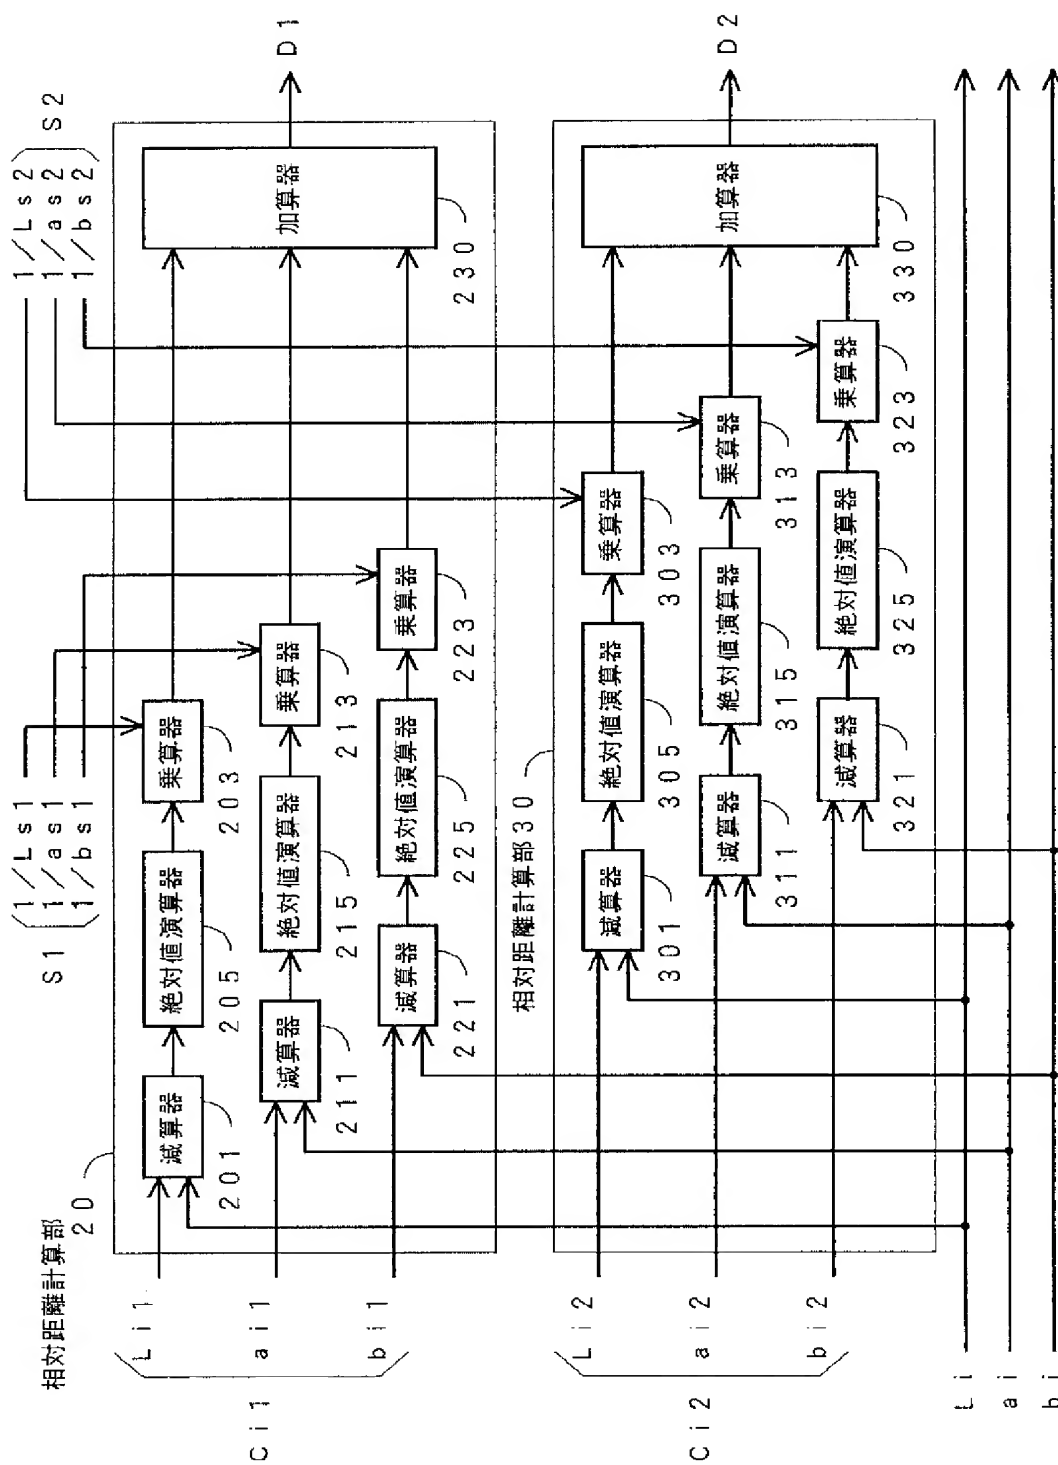 相対距離計算部
20
S1
1/Ls1
1/as1
1/bs1
1/Ls2
1/as2
1/bs2
S2
Ci1
Li1
ai1
bi1
減算器
201
絶対値演算器
205
乗算器
203
減算器
211
絶対値演算器
215
乗算器
213
減算器
221
絶対値演算器
225
乗算器
223
加算器
230
D1
相対距離計算部30
Ci2
Li2
ai2
bi2
減算器
301
絶対値演算器
305
乗算器
303
減算器
311
絶対値演算器
315
乗算器
313
減算器
321
絶対値演算器
325
乗算器
323
加算器
330
D2
Li
ai
bi